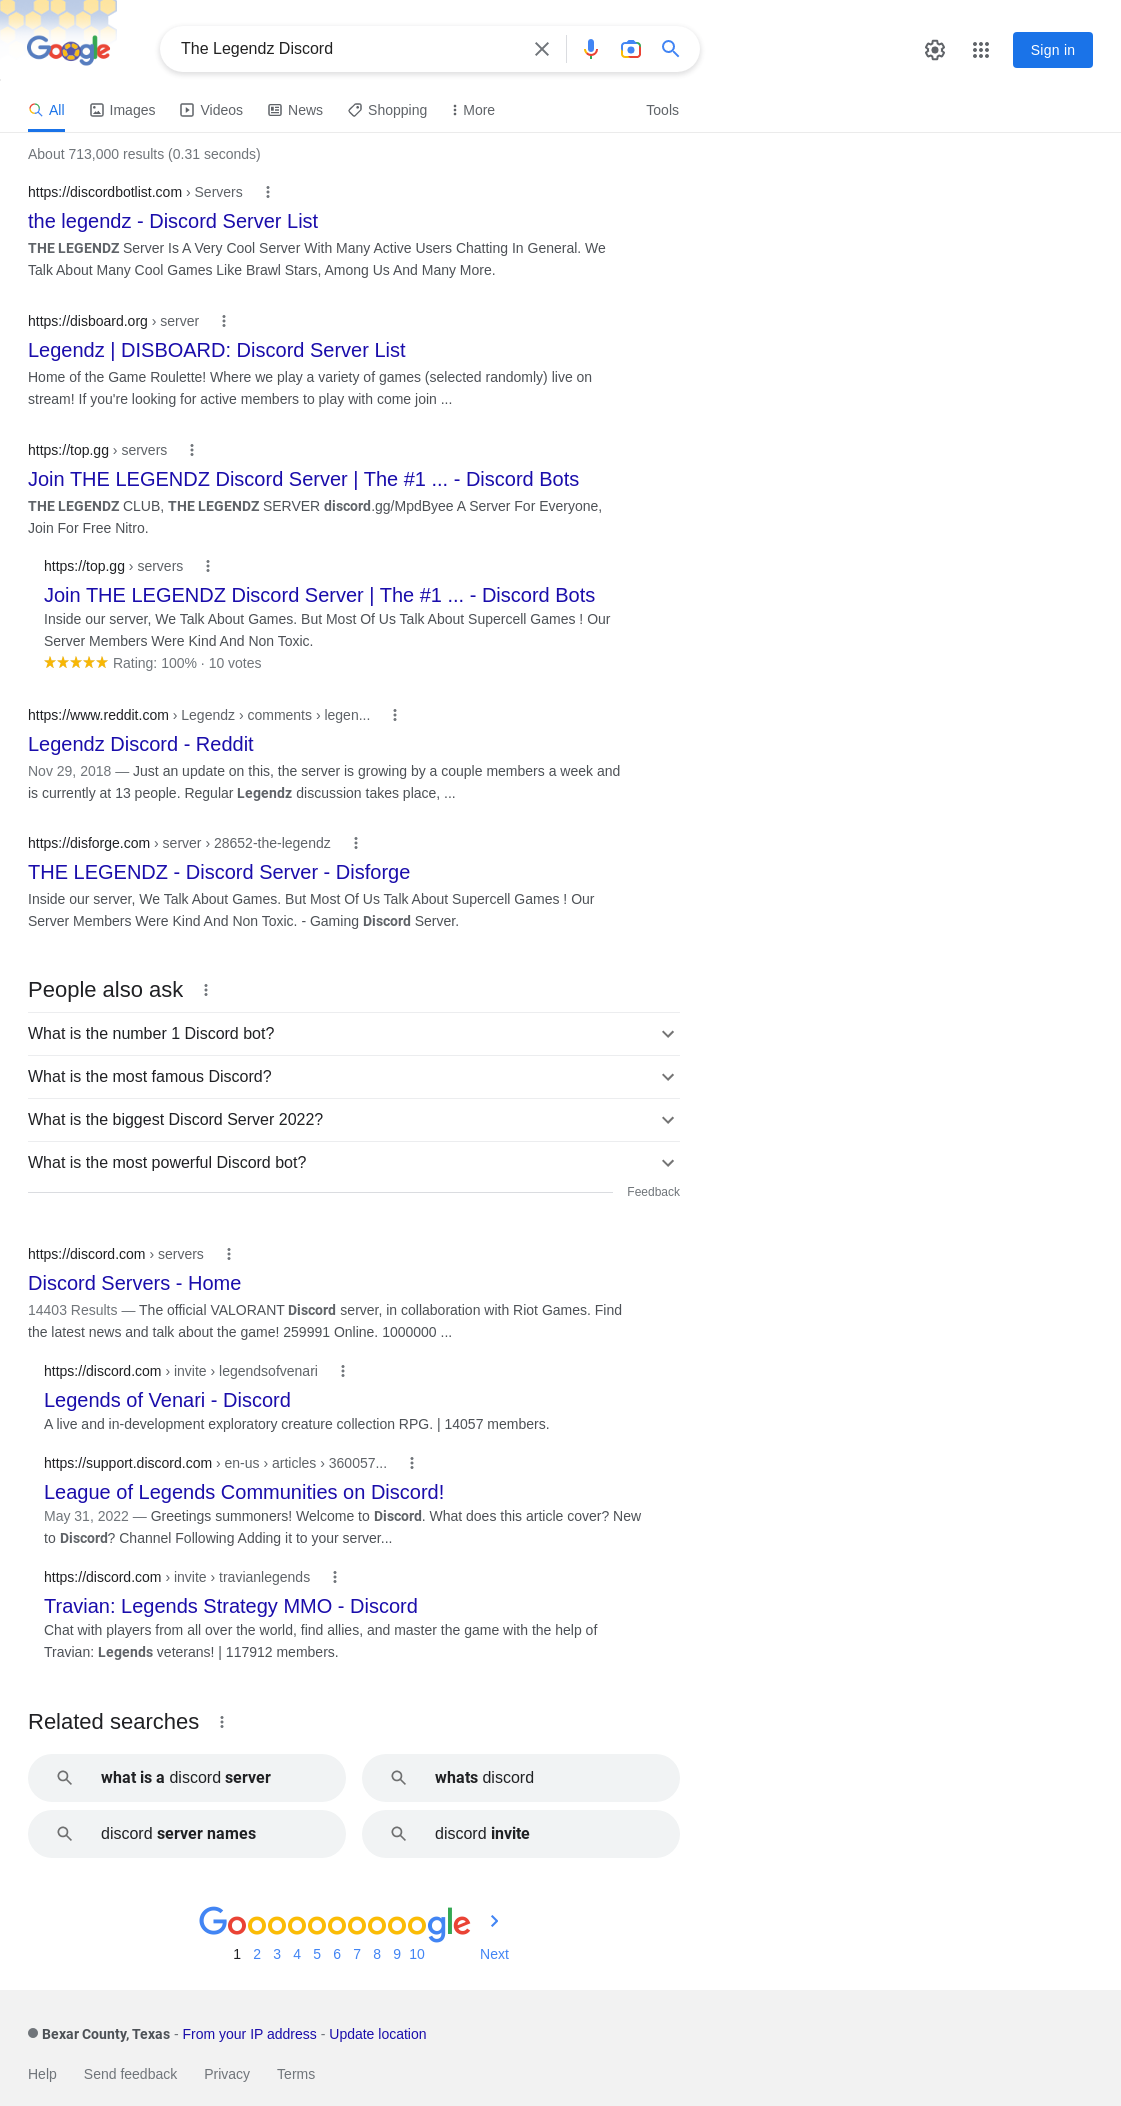 Google
The Legendz Discord
Sign in
All Images Videos News Shopping More Tools
About 713,000 results (0.31 seconds)
https://discordbotlist.com › Servers
the legendz - Discord Server List
THE LEGENDZ Server Is A Very Cool Server With Many Active Users Chatting In General. We
Talk About Many Cool Games Like Brawl Stars, Among Us And Many More.
https://disboard.org › server
Legendz | DISBOARD: Discord Server List
Home of the Game Roulette! Where we play a variety of games (selected randomly) live on
stream! If you're looking for active members to play with come join ...
https://top.gg › servers
Join THE LEGENDZ Discord Server | The #1 ... - Discord Bots
THE LEGENDZ CLUB, THE LEGENDZ SERVER discord.gg/MpdByee A Server For Everyone,
Join For Free Nitro.
https://top.gg › servers
Join THE LEGENDZ Discord Server | The #1 ... - Discord Bots
Inside our server, We Talk About Games. But Most Of Us Talk About Supercell Games ! Our
Server Members Were Kind And Non Toxic.
Rating: 100% · 10 votes
https://www.reddit.com › Legendz › comments › legen...
Legendz Discord - Reddit
Nov 29, 2018 — Just an update on this, the server is growing by a couple members a week and
is currently at 13 people. Regular Legendz discussion takes place, ...
https://disforge.com › server › 28652-the-legendz
THE LEGENDZ - Discord Server - Disforge
Inside our server, We Talk About Games. But Most Of Us Talk About Supercell Games ! Our
Server Members Were Kind And Non Toxic. - Gaming Discord Server.
People also ask
What is the number 1 Discord bot?
What is the most famous Discord?
What is the biggest Discord Server 2022?
What is the most powerful Discord bot?
Feedback
https://discord.com › servers
Discord Servers - Home
14403 Results — The official VALORANT Discord server, in collaboration with Riot Games. Find
the latest news and talk about the game! 259991 Online. 1000000 ...
https://discord.com › invite › legendsofvenari
Legends of Venari - Discord
A live and in-development exploratory creature collection RPG. | 14057 members.
https://support.discord.com › en-us › articles › 360057...
League of Legends Communities on Discord!
May 31, 2022 — Greetings summoners! Welcome to Discord. What does this article cover? New
to Discord? Channel Following Adding it to your server...
https://discord.com › invite › travianlegends
Travian: Legends Strategy MMO - Discord
Chat with players from all over the world, find allies, and master the game with the help of
Travian: Legends veterans! | 117912 members.
Related searches
what is a discord server
whats discord
discord server names
discord invite
Goooooooooogle
1 2 3 4 5 6 7 8 9 10 Next
Bexar County, Texas - From your IP address - Update location
Help Send feedback Privacy Terms